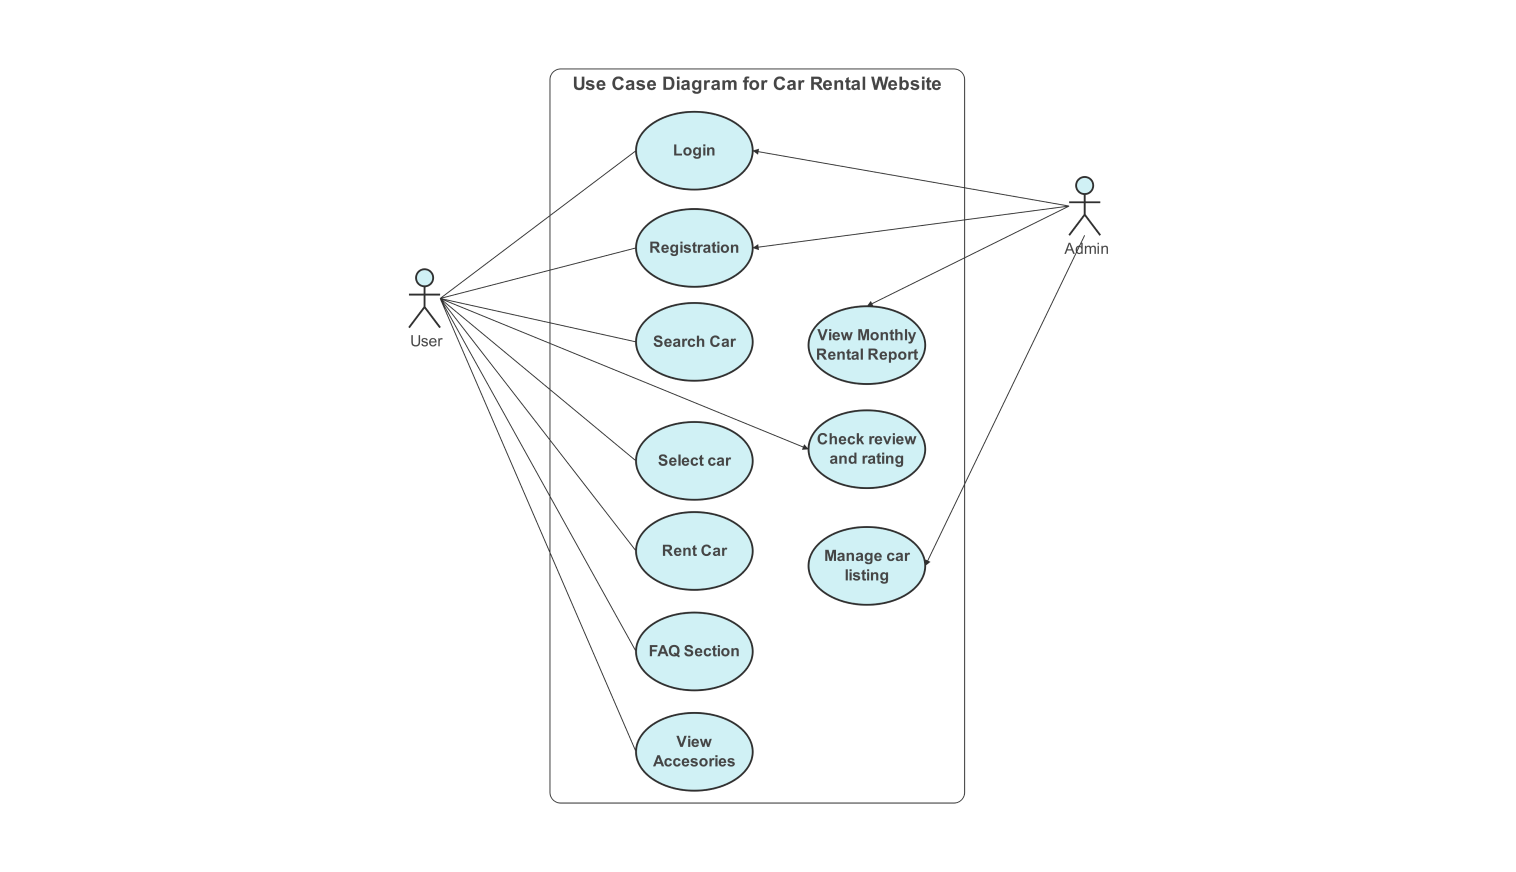 Use Case Diagram for Car Rental Website
Login
Registration
Admin
Search Car
User
View Monthly
Rental Report
Check review
and rating
Select car
Rent Car
Manage car
listing
FAQ Section
View
Accesories